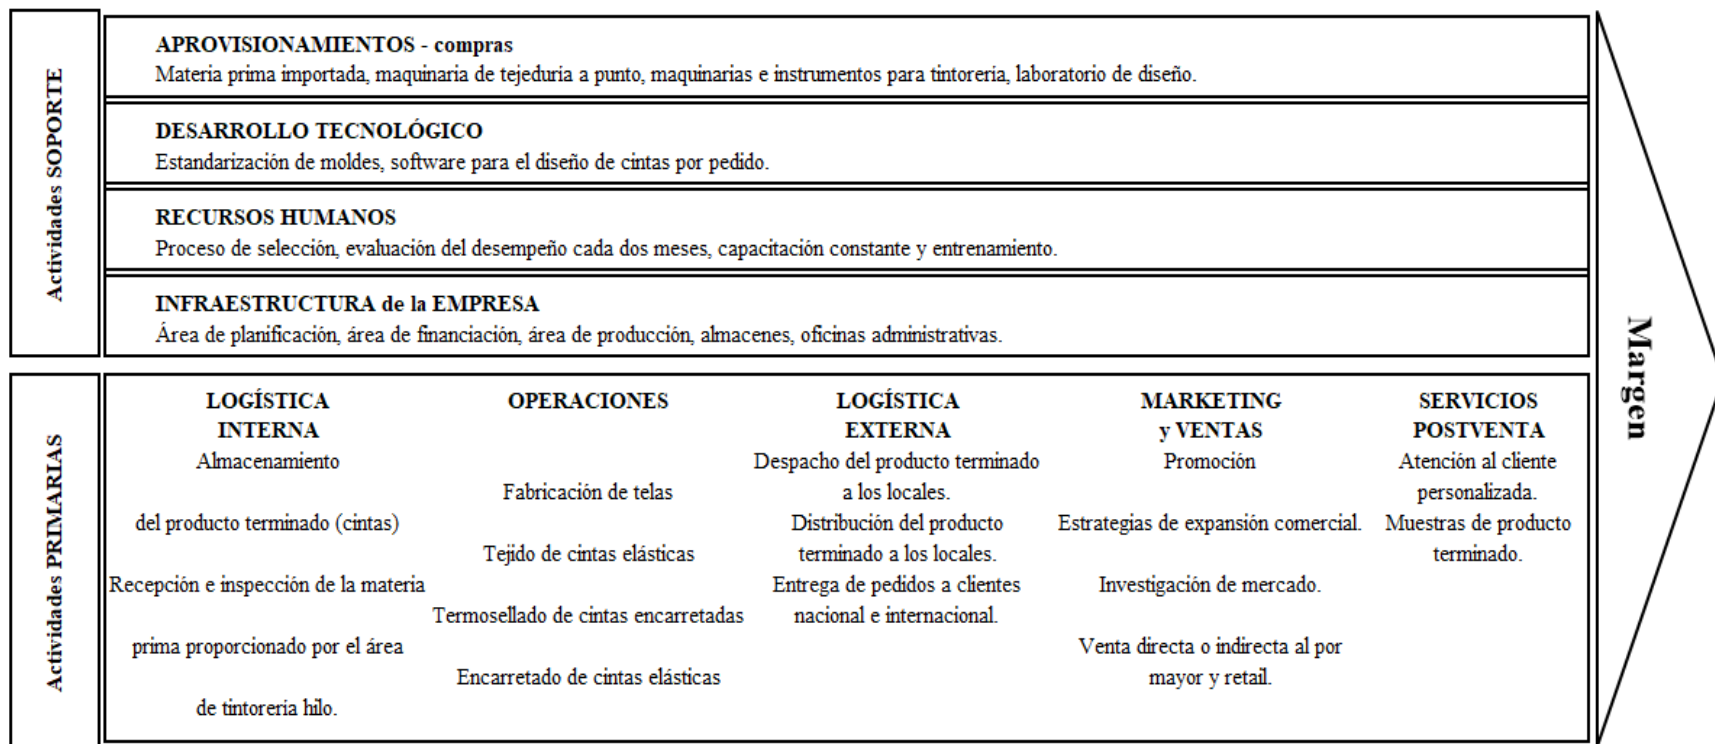 Actividades SOPORTE
APROVISIONAMIENTOS - compras
Materia prima importada, maquinaria de tejeduria a punto, maquinarias e instrumentos para tintorería, laboratorio de diseño.
DESARROLLO TECNOLÓGICO
Estandarización de moldes, software para el diseño de cintas por pedido.
RECURSOS HUMANOS
Proceso de selección, evaluación del desempeño cada dos meses, capacitación constante y entrenamiento.
INFRAESTRUCTURA de la EMPRESA
Área de planificación, área de financiación, área de producción, almacenes, oficinas administrativas.
Margen
Actividades PRIMARIAS
LOGÍSTICA
INTERNA
Almacenamiento
del producto terminado (cintas)
Recepción e inspección de la materia
prima proporcionado por el área
de tintoreria hilo.
OPERACIONES
Fabricación de telas
Tejido de cintas elásticas
Termosellado de cintas encarretadas
Encarretado de cintas elásticas
LOGÍSTICA
EXTERNA
Despacho del producto terminado
a los locales.
Distribución del producto
terminado a los locales.
Entrega de pedidos a clientes
nacional e internacional.
MARKETING
y VENTAS
Promoción
Estrategias de expansión comercial.
Investigación de mercado.
Venta directa o indirecta al por
mayor y retail.
SERVICIOS
POSTVENTA
Atención al cliente
personalizada.
Muestras de producto
terminado.